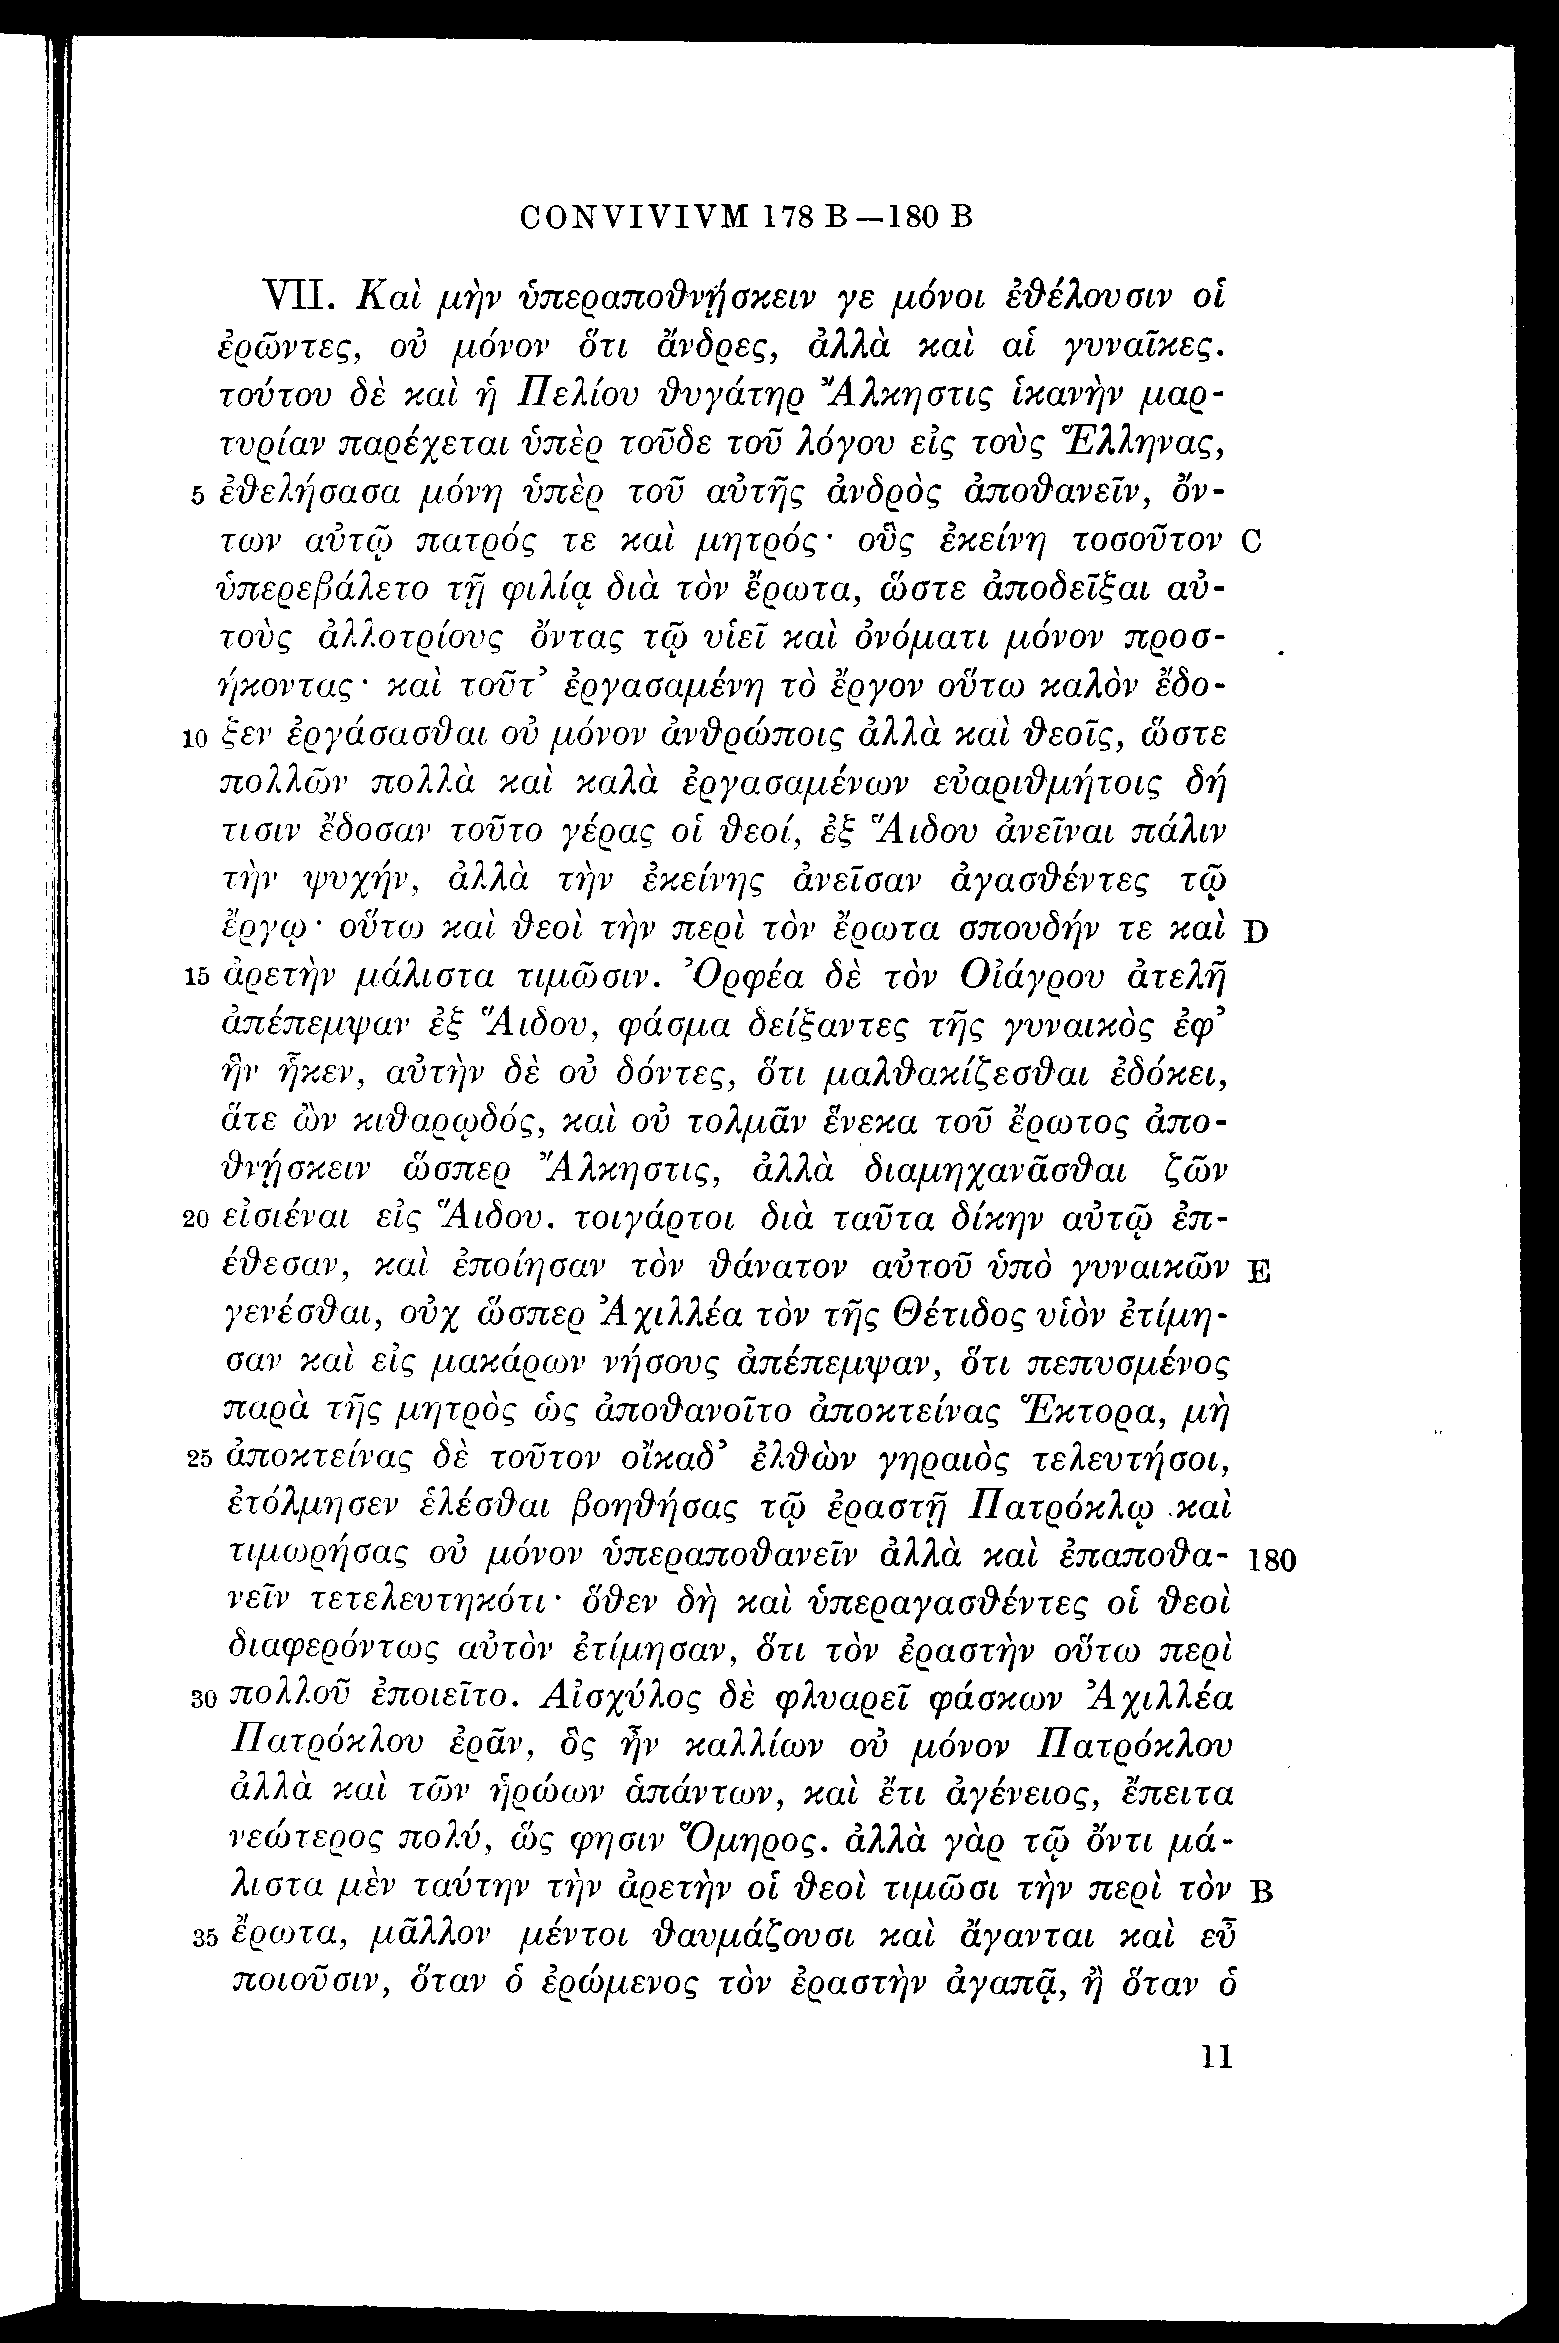 CONVIVIVM 178 B—180 B
VII. Καὶ μὴν ὑπεραποθνῄσκειν γε μόνοι ἐθέλουσιν οἱ
ἐρῶντες, οὐ μόνον ὅτι ἄνδρες, ἀλλὰ καὶ αἱ γυναῖκες.
τούτου δὲ καὶ ἡ Πελίου θυγάτηρ Ἄλκηστις ἱκανὴν μαρ-
τυρίαν παρέχεται ὑπὲρ τοῦδε τοῦ λόγου εἰς τοὺς Ἕλληνας,
5 ἐθελήσασα μόνη ὑπὲρ τοῦ αὑτῆς ἀνδρὸς ἀποθανεῖν, ὄν-
των αὐτῷ πατρός τε καὶ μητρός· οὓς ἐκείνη τοσοῦτον C
ὑπερεβάλετο τῇ φιλίᾳ διὰ τὸν ἔρωτα, ὥστε ἀποδεῖξαι αὐ-
τοὺς ἀλλοτρίους ὄντας τῷ υἱεῖ καὶ ὀνόματι μόνον προσ-
ήκοντας· καὶ τοῦτ’ ἐργασαμένη τὸ ἔργον οὕτω καλὸν ἔδο-
10 ξεν ἐργάσασθαι οὐ μόνον ἀνθρώποις ἀλλὰ καὶ θεοῖς, ὥστε
πολλῶν πολλὰ καὶ καλὰ ἐργασαμένων εὐαριθμήτοις δή
τισιν ἔδοσαν τοῦτο γέρας οἱ θεοί, ἐξ Ἅιδου ἀνεῖναι πάλιν
τὴν ψυχήν, ἀλλὰ τὴν ἐκείνης ἀνεῖσαν ἀγασθέντες τῷ
ἔργῳ· οὕτω καὶ θεοὶ τὴν περὶ τὸν ἔρωτα σπουδήν τε καὶ D
15 ἀρετὴν μάλιστα τιμῶσιν. Ὀρφέα δὲ τὸν Οἰάγρου ἀτελῆ
ἀπέπεμψαν ἐξ Ἅιδου, φάσμα δείξαντες τῆς γυναικὸς ἐφ’
ἣν ἧκεν, αὐτὴν δὲ οὐ δόντες, ὅτι μαλθακίζεσθαι ἐδόκει,
ἅτε ὢν κιθαρῳδός, καὶ οὐ τολμᾶν ἕνεκα τοῦ ἔρωτος ἀπο-
θνῄσκειν ὥσπερ Ἄλκηστις, ἀλλὰ διαμηχανᾶσθαι ζῶν
20 εἰσιέναι εἰς Ἅιδου. τοιγάρτοι διὰ ταῦτα δίκην αὐτῷ ἐπ-
έθεσαν, καὶ ἐποίησαν τὸν θάνατον αὐτοῦ ὑπὸ γυναικῶν E
γενέσθαι, οὐχ ὥσπερ Ἀχιλλέα τὸν τῆς Θέτιδος υἱὸν ἐτίμη-
σαν καὶ εἰς μακάρων νήσους ἀπέπεμψαν, ὅτι πεπυσμένος
παρὰ τῆς μητρὸς ὡς ἀποθανοῖτο ἀποκτείνας Ἕκτορα, μὴ
25 ἀποκτείνας δὲ τοῦτον οἴκαδ’ ἐλθὼν γηραιὸς τελευτήσοι,
ἐτόλμησεν ἑλέσθαι βοηθήσας τῷ ἐραστῇ Πατρόκλῳ καὶ
τιμωρήσας οὐ μόνον ὑπεραποθανεῖν ἀλλὰ καὶ ἐπαποθα- 180
νεῖν τετελευτηκότι· ὅθεν δὴ καὶ ὑπεραγασθέντες οἱ θεοὶ
διαφερόντως αὐτὸν ἐτίμησαν, ὅτι τὸν ἐραστὴν οὕτω περὶ
30 πολλοῦ ἐποιεῖτο. Αἰσχύλος δὲ φλυαρεῖ φάσκων Ἀχιλλέα
Πατρόκλου ἐρᾶν, ὃς ἦν καλλίων οὐ μόνον Πατρόκλου
ἀλλὰ καὶ τῶν ἡρώων ἁπάντων, καὶ ἔτι ἀγένειος, ἔπειτα
νεώτερος πολύ, ὥς φησιν Ὅμηρος. ἀλλὰ γὰρ τῷ ὄντι μά-
λιστα μὲν ταύτην τὴν ἀρετὴν οἱ θεοὶ τιμῶσι τὴν περὶ τὸν B
35 ἔρωτα, μᾶλλον μέντοι θαυμάζουσι καὶ ἄγανται καὶ εὖ
ποιοῦσιν, ὅταν ὁ ἐρώμενος τὸν ἐραστὴν ἀγαπᾷ, ἢ ὅταν ὁ
11